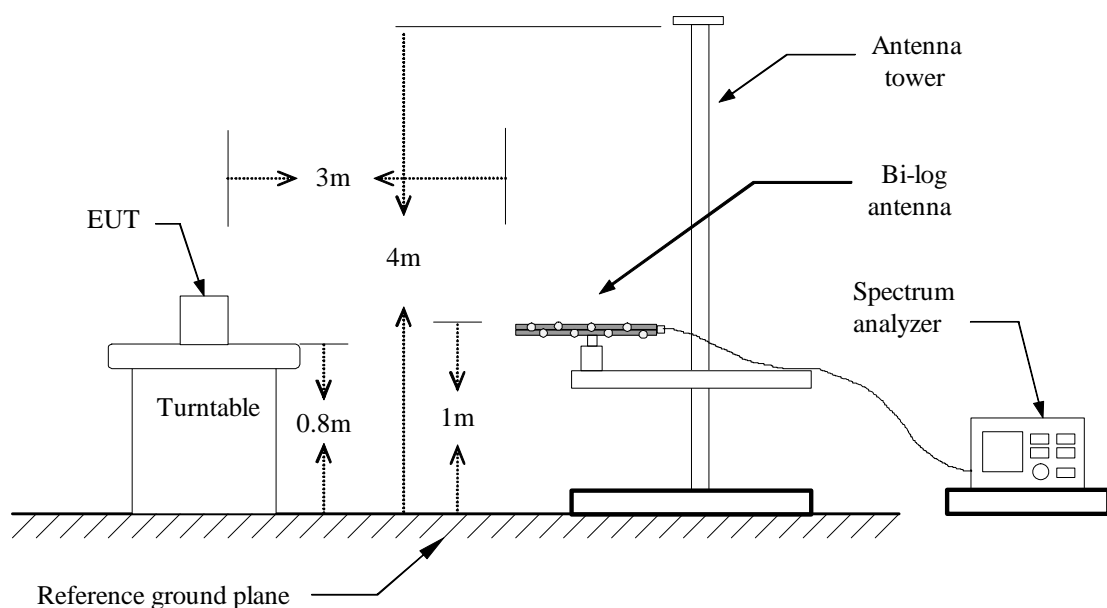 Antenna
tower
3m
Bi-log
antenna
EUT
4m
Spectrum
analyzer
Turntable
0.8m
1m
Reference ground plane